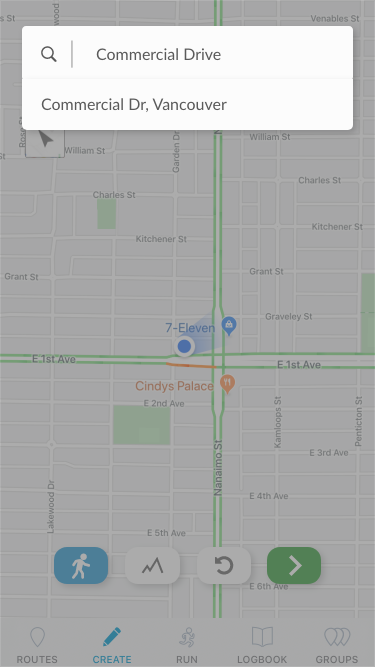 Venables St
Commercial Drive
Commercial Dr, Vancouver
William St
William St
Garden Dr
Charles St
Charles St
Kitchener St
Kitchener St
Grant St
Grant St
Graveley St
7-Eleven
E 1st Ave
E 1st Ave
Cindys Palace
E 2nd Ave
Kamloops St
Penticton St
Nanaimo St
E 3rd Ave
Lakewood Dr
E 4th Ave
E 5th Ave
E 6th Ave
ROUTES
CREATE
RUN
LOGBOOK
GROUPS